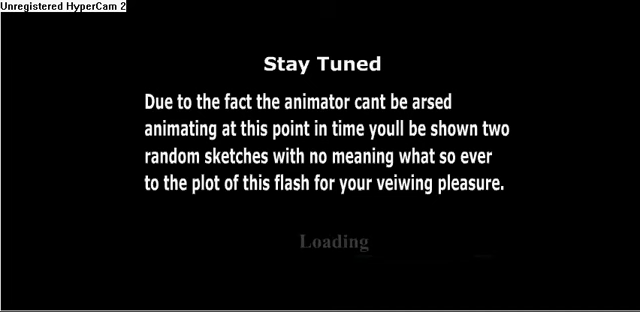 Unregistered HyperCam 2
Stay Tuned
Due to the fact the animator cant be arsed
animating at this point in time youll be shown two
random sketches with no meaning what so ever
to the plot of this flash for your veiwing pleasure.
Loading